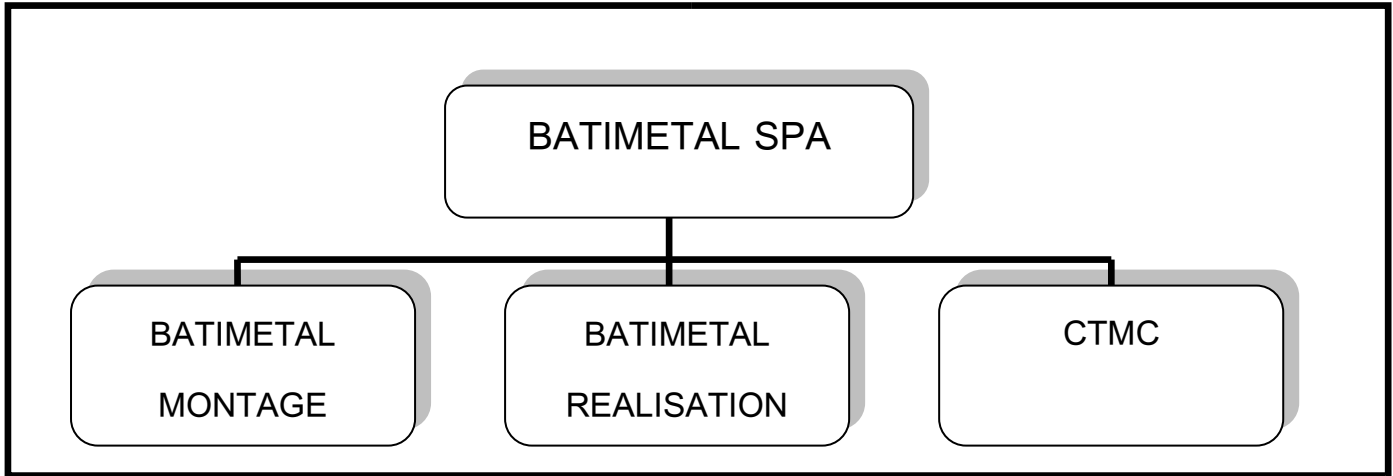 BATIMETAL SPA
BATIMETAL
MONTAGE
BATIMETAL
REALISATION
CTMC